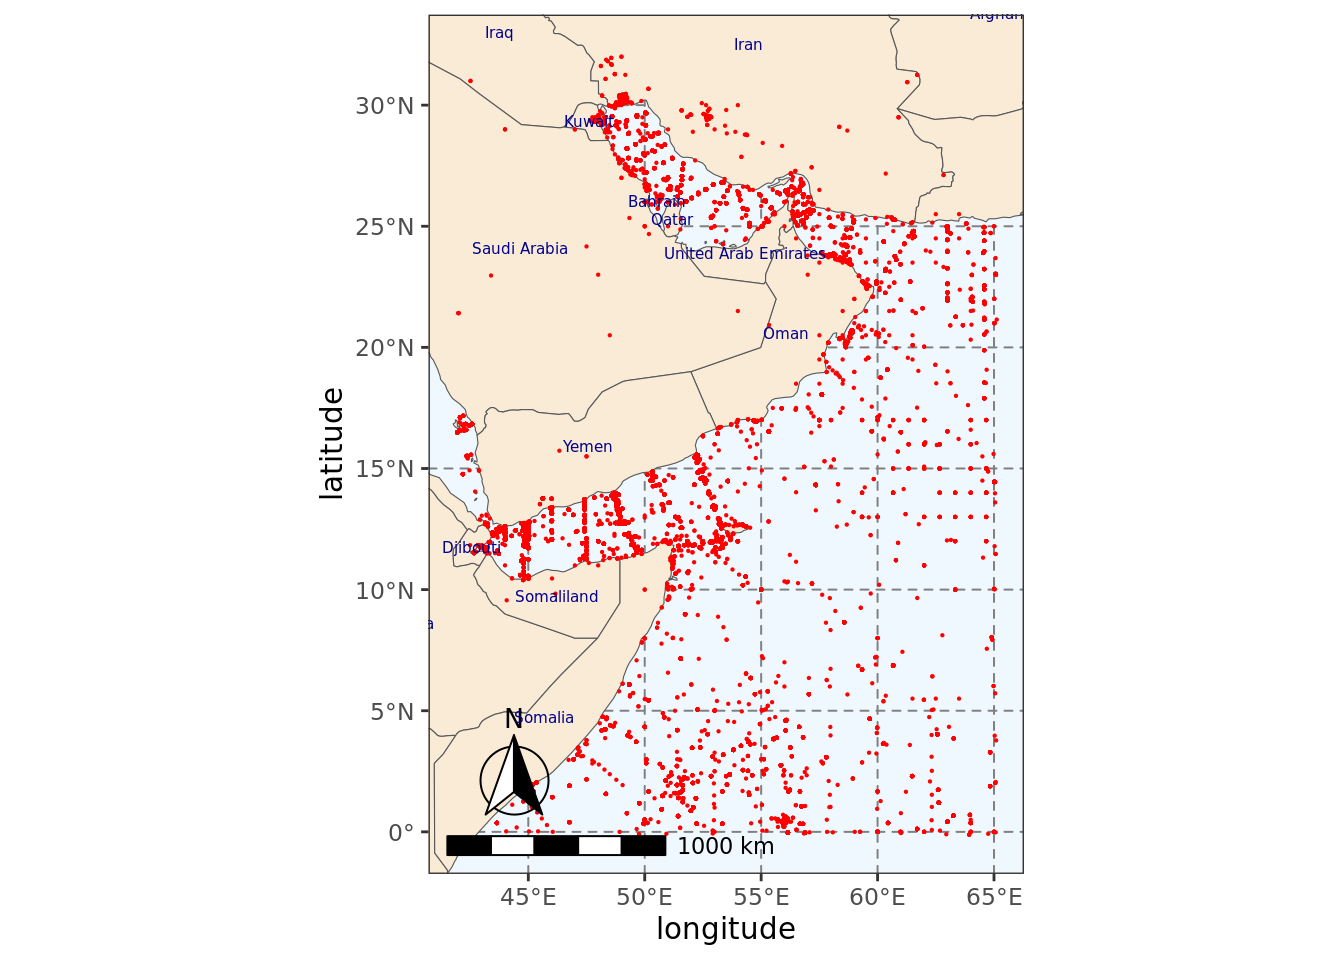 Afghan
Iraq
Iran
30°N
Kuwait
Bahrain
Qatar
25°N
Saudi Arabia
United Arab Emirates
Oman
20°N
latitude
Yemen
15°N
Djibouti
10°N
Somaliland
a
5°N
N
Somalia
0°
1000 km
45°E
50°E
55°E
60°E
65°E
longitude